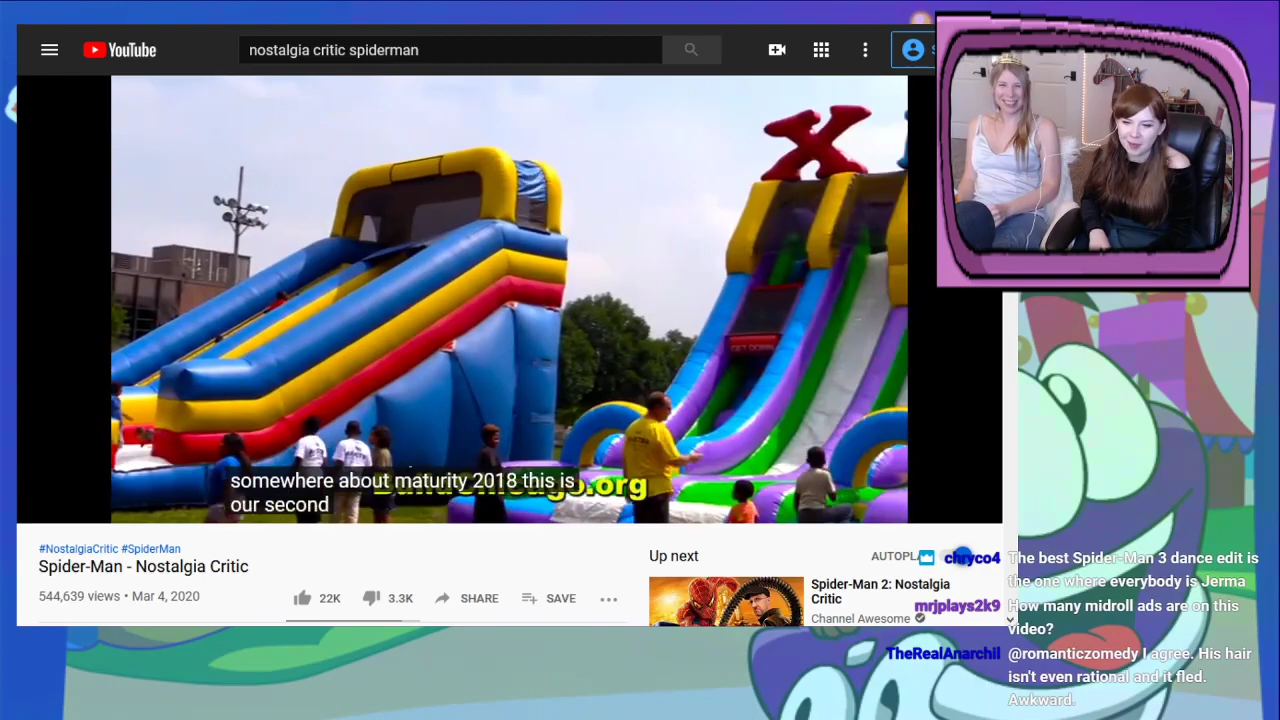 YouTube
nostalgia critic spiderman
X
GET DOWN
somewhere about maturity 2018 this is
our second
.org
#NostalgiaCritic #SpiderMan
Spider-Man - Nostalgia Critic
544,639 views • Mar 4, 2020
22K
3.3K
SHARE
SAVE
Up next
AUTOPLA
Spider-Man 2: Nostalgia
Critic
Channel Awesome
chryco4 The best Spider-Man 3 dance edit is
the one where everybody is Jerma
mrjplays2k9 How many midroll ads are on this
video?
TheRealAnarchil @romanticzomedy I agree. His hair
isn't even rational and it fled.
Awkward.